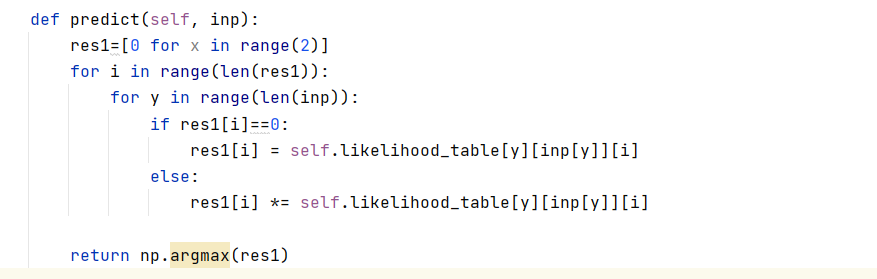 def predict(self, inp):
    res1=[0 for x in range(2)]
    for i in range(len(res1)):
        for y in range(len(inp)):
            if res1[i]==0:
                res1[i] = self.likelihood_table[y][inp[y]][i]
            else:
                res1[i] *= self.likelihood_table[y][inp[y]][i]
    return np.argmax(res1)